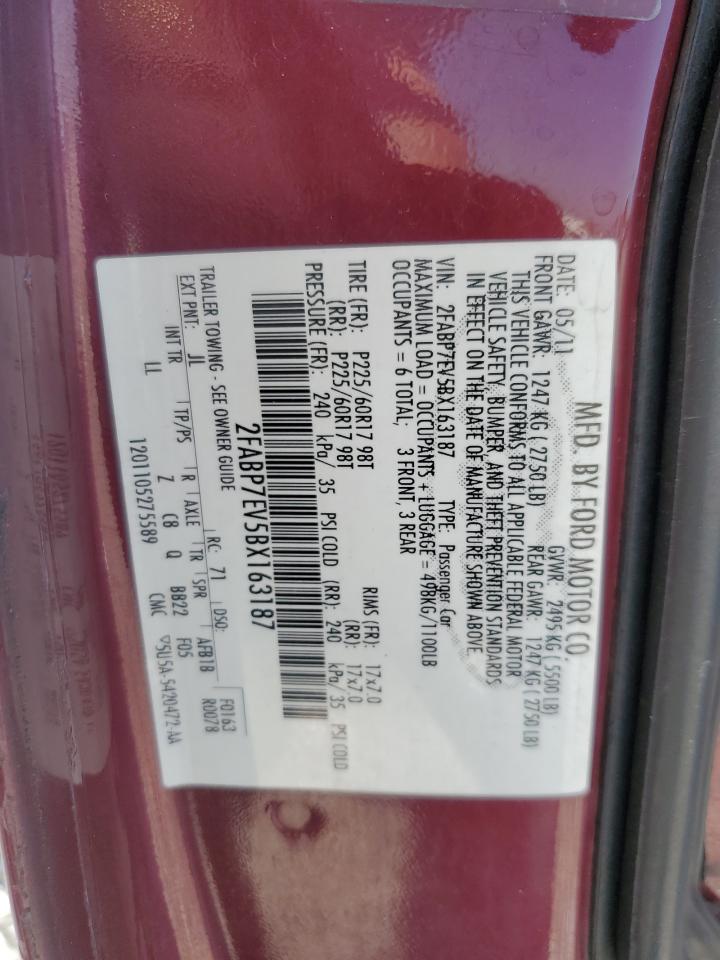 MFD. BY FORD MOTOR CO
DATE: 05/11 GVWR: 2495 KG ( 5500 LB)
FRONT GAWR: 1247 KG ( 2750 LB) REAR GAWR: 1247 KG ( 2750 LB)
THIS VEHICLE CONFORMS TO ALL APPLICABLE FEDERAL MOTOR
VEHICLE SAFETY, BUMPER, AND THEFT PREVENTION STANDARDS
IN EFFECT ON THE DATE OF MANUFACTURE SHOWN ABOVE.
VIN: 2FABP7EV5BX163187 TYPE: Passenger Car
MAXIMUM LOAD = OCCUPANTS + LUGGAGE = 498KG/1100LB
OCCUPANTS = 6 TOTAL; 3 FRONT, 3 REAR
TIRE (FR): P225/60R17 98T RIMS (FR): 17x7.0
(RR): P225/60R17 98T (RR): 17x7.0
PRESSURE (FR): 240 kPa/ 35 PSI COLD (RR): 240 kPa/ 35 PSI COLD
2FABP7EV5BX163187
TRAILER TOWING - SEE OWNER GUIDE
EXT PNT: JL RC: 71 DSO: F0163
R0078
INT TR TP/PS R AXLE TR SPR AFB18
LL Z C8 Q BB22 F05
1201105275589 CMC ▽5U5A-5420472-AA